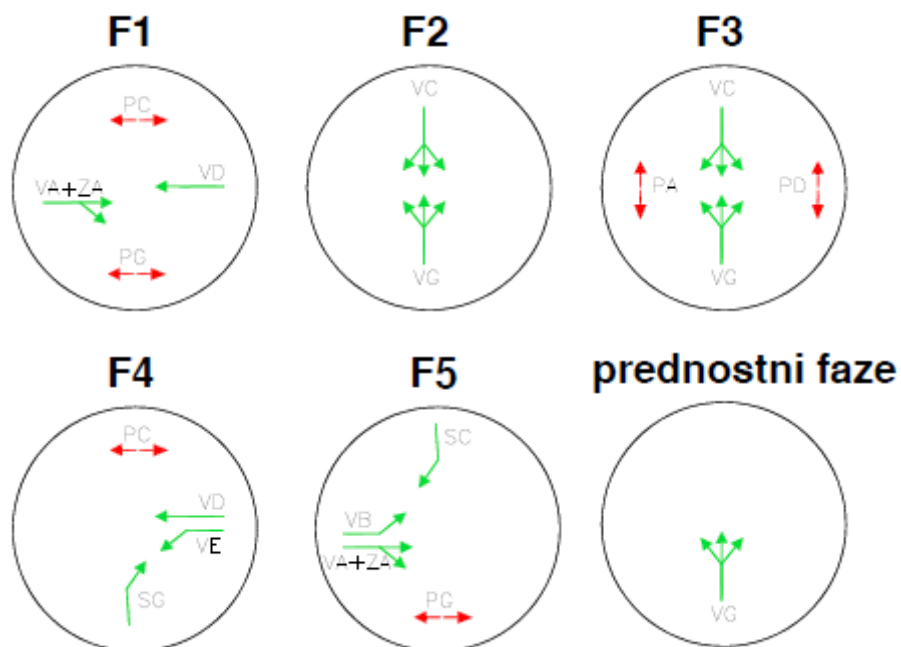 F1
F2
F3
PC
VA+ZA
VD
PG
VC
VG
VC
PA
PD
VG
F4
F5
prednostni faze
PC
VD
VE
SG
SC
VB
VA+ZA
PG
VG